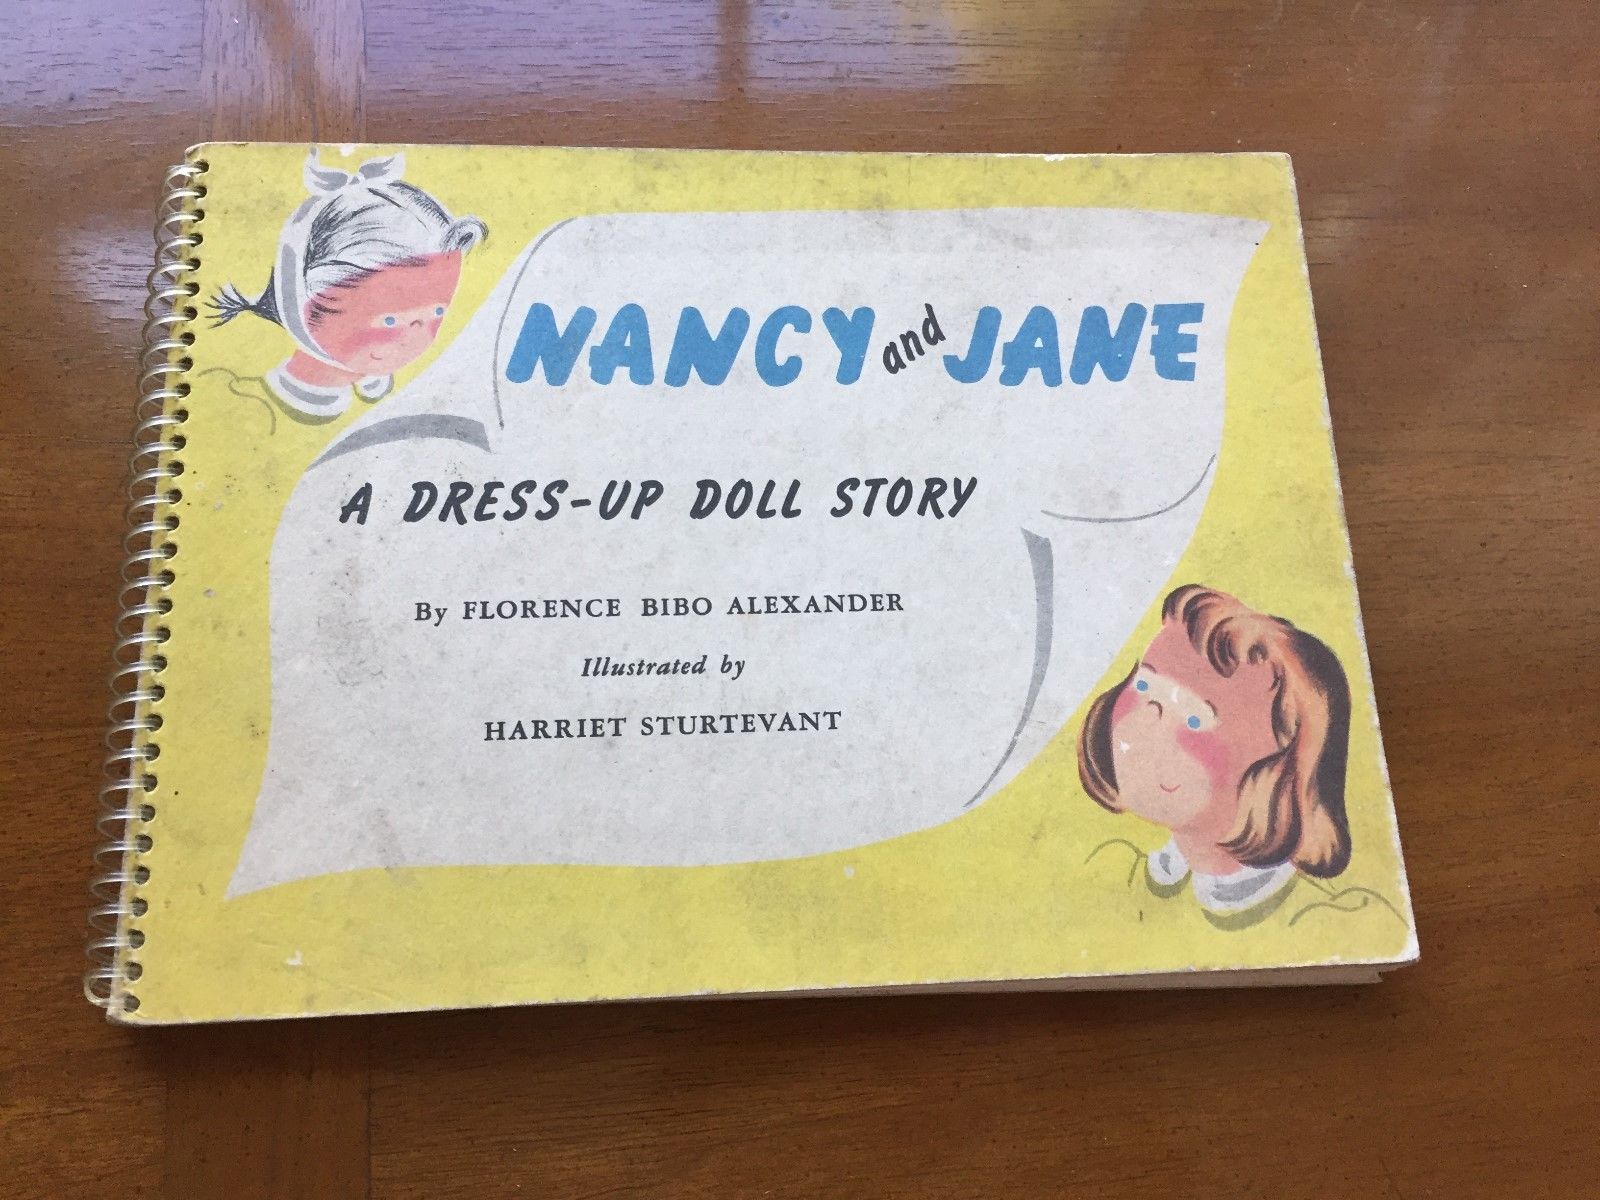 NANCY and JANE
A DRESS-UP DOLL STORY
By FLORENCE BIBO ALEXANDER
Illustrated by
HARRIET STURTEVANT